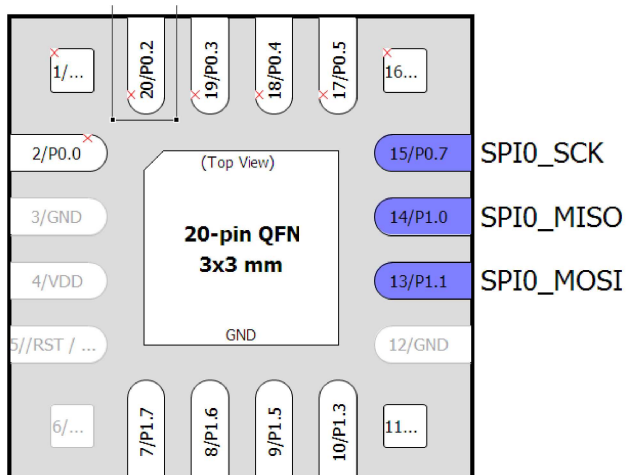 1/...
20/P0.2
19/P0.3
18/P0.4
17/P0.5
16...
2/P0.0
(Top View)
15/P0.7
SPI0_SCK
3/GND
20-pin QFN
3x3 mm
14/P1.0
SPI0_MISO
4/VDD
13/P1.1
SPI0_MOSI
5//RST / ...
GND
12/GND
6/...
7/P1.7
8/P1.6
9/P1.5
10/P1.3
11...